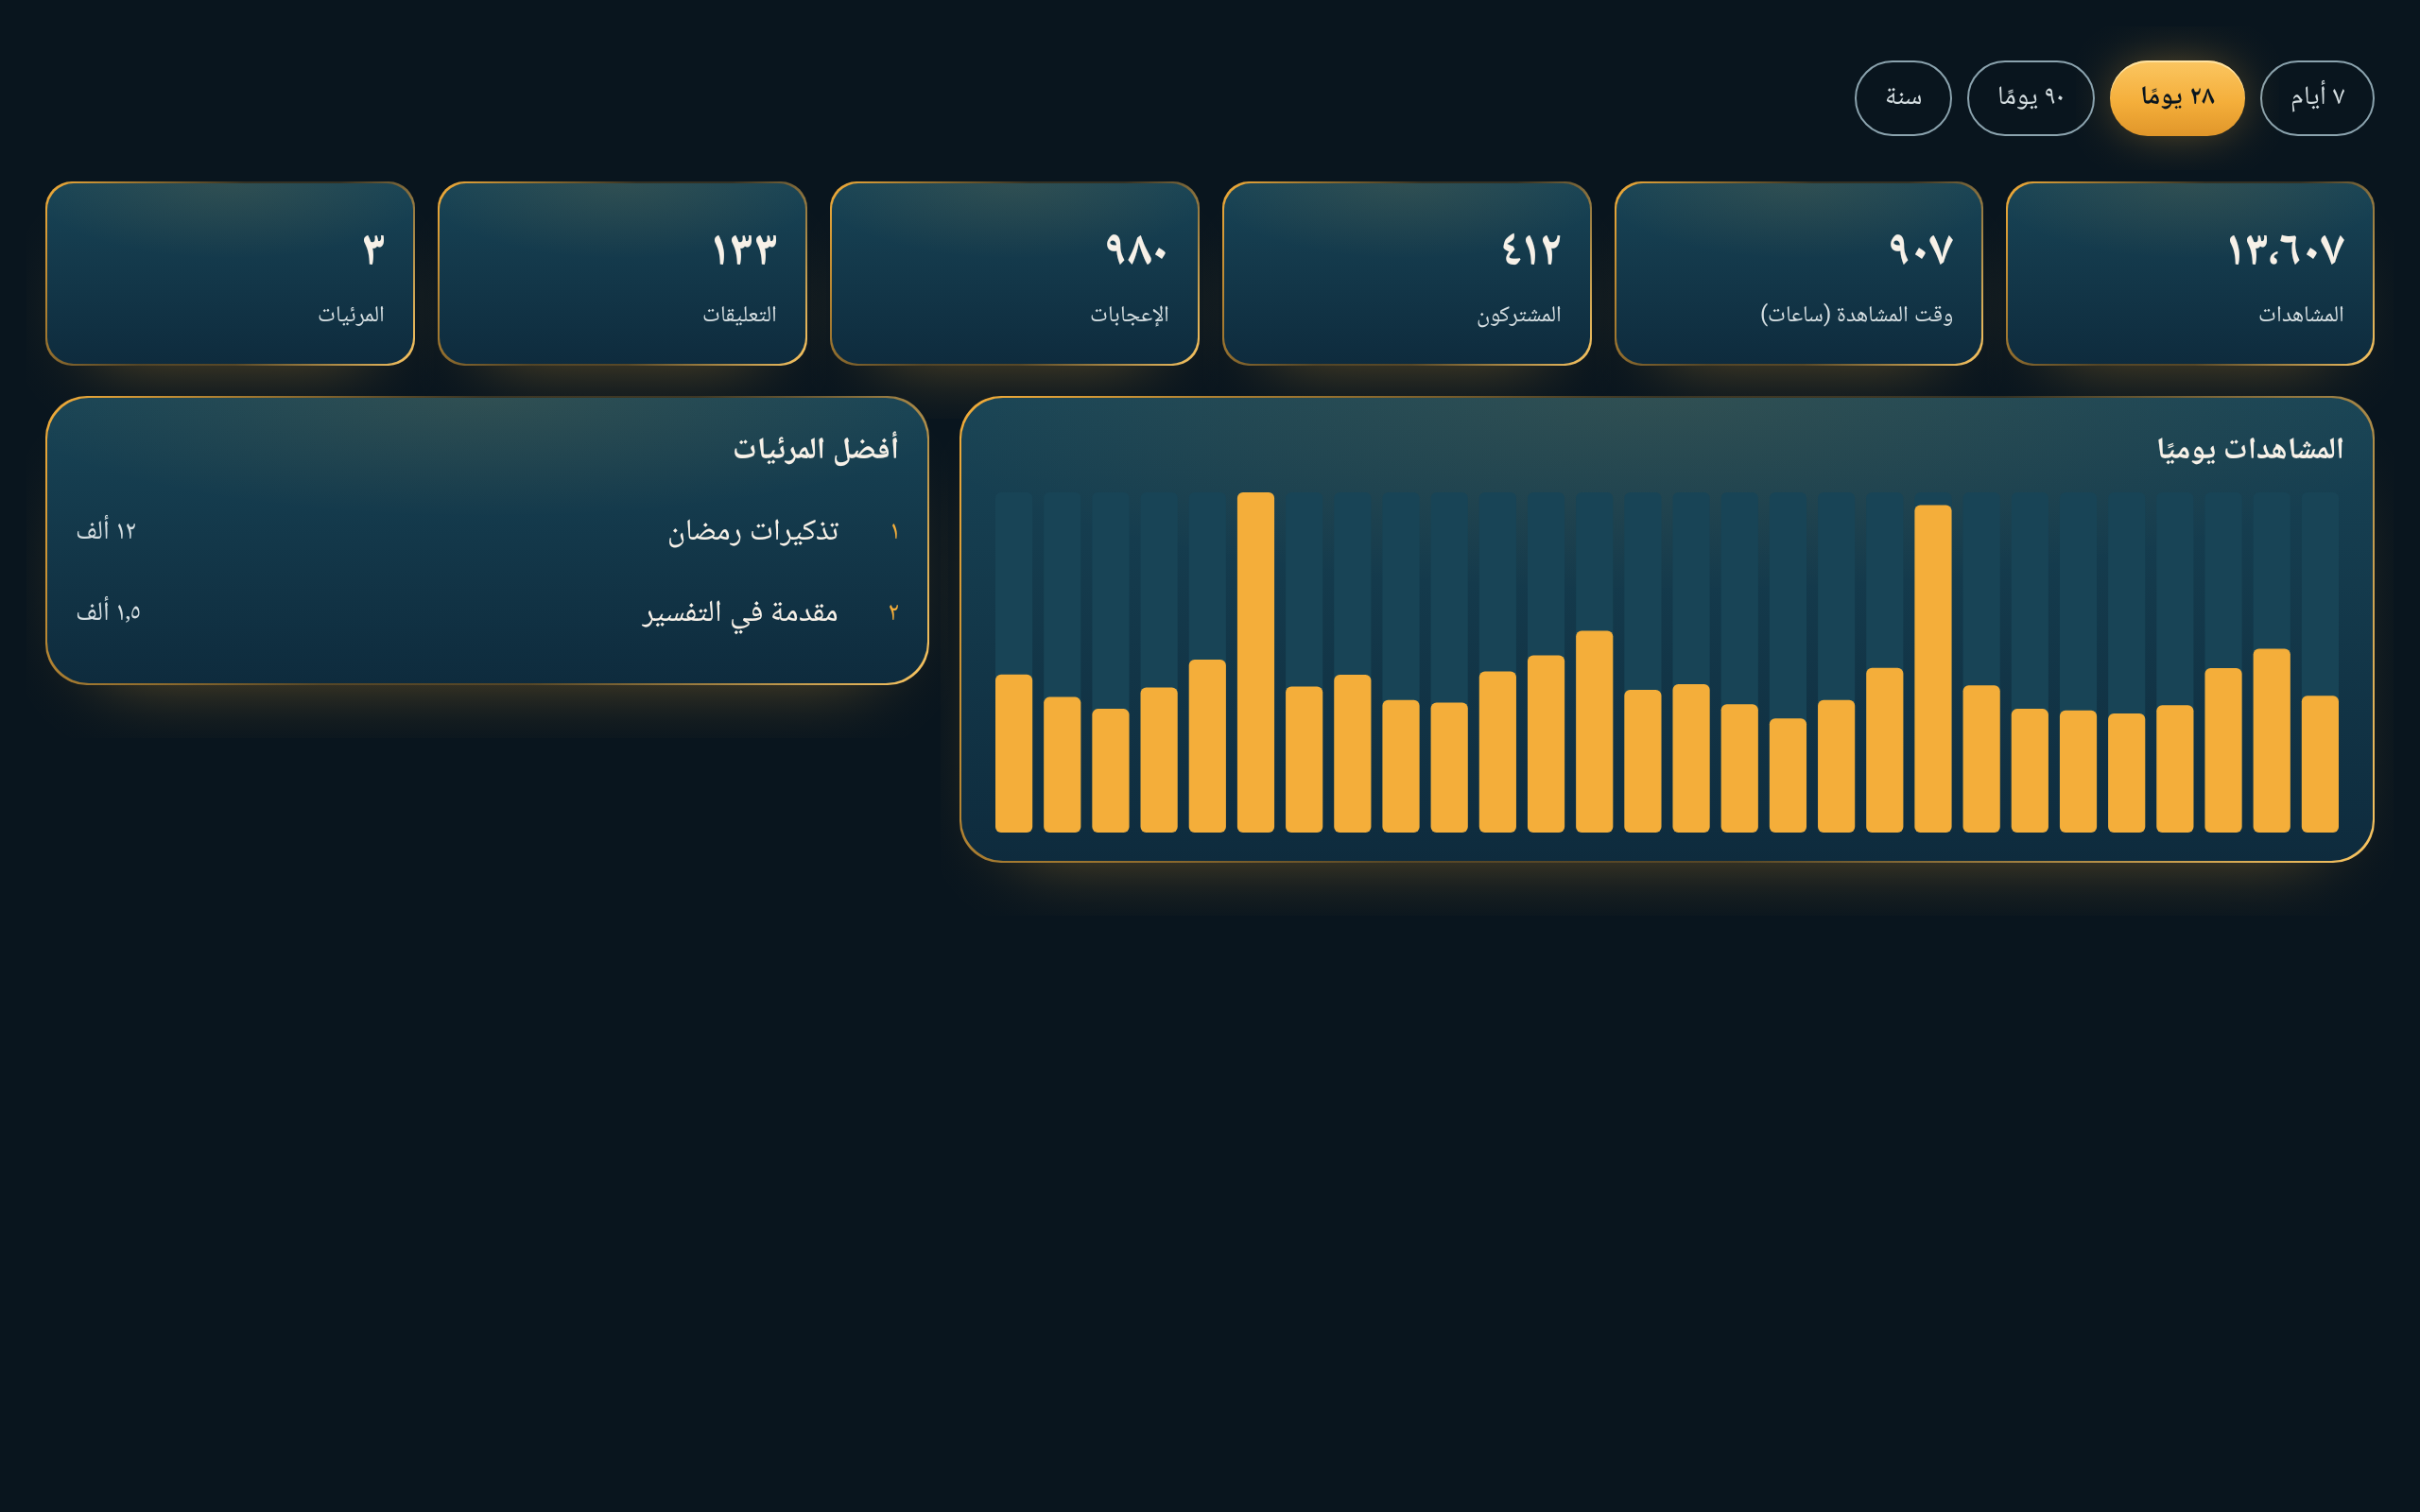 ٧ أيام
٢٨ يومًا
٩٠ يومًا
سنة
١٣،٦٠٧
المشاهدات
٩٠٧
وقت المشاهدة (ساعات)
٤١٢
المشتركون
٩٨٠
الإعجابات
١٣٣
التعليقات
٣
المرئيات
المشاهدات يوميًا
أفضل المرئيات
١ تذكيرات رمضان ١٢ ألف
٢ مقدمة في التفسير ١٫٥ ألف